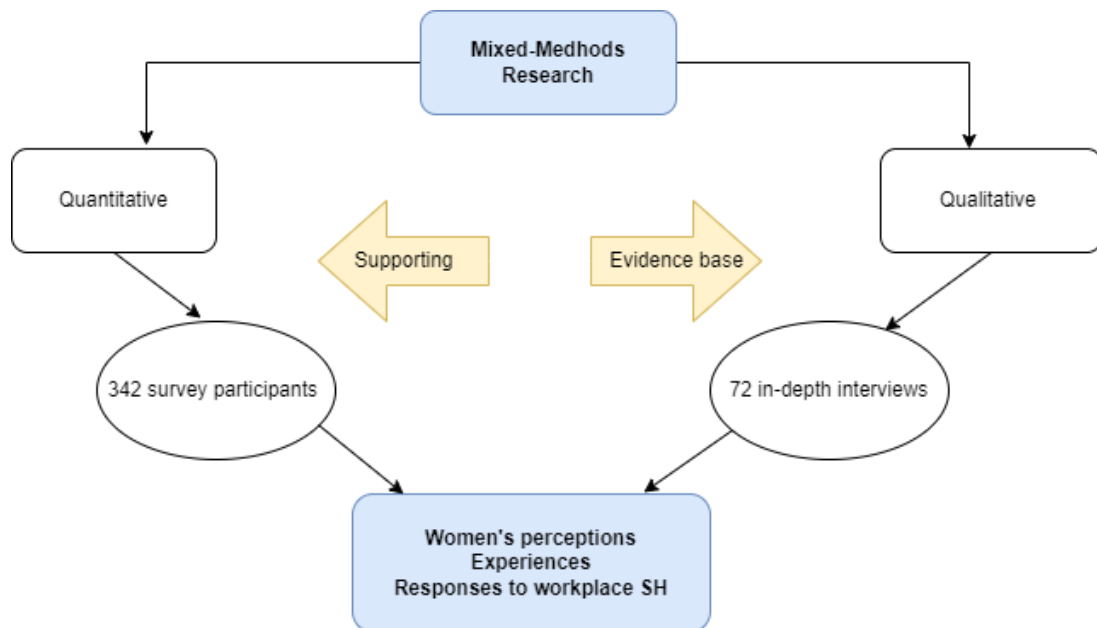 Mixed-Medhods
Research
Quantitative
Qualitative
Supporting
Evidence base
342 survey participants
72 in-depth interviews
Women's perceptions
Experiences
Responses to workplace SH